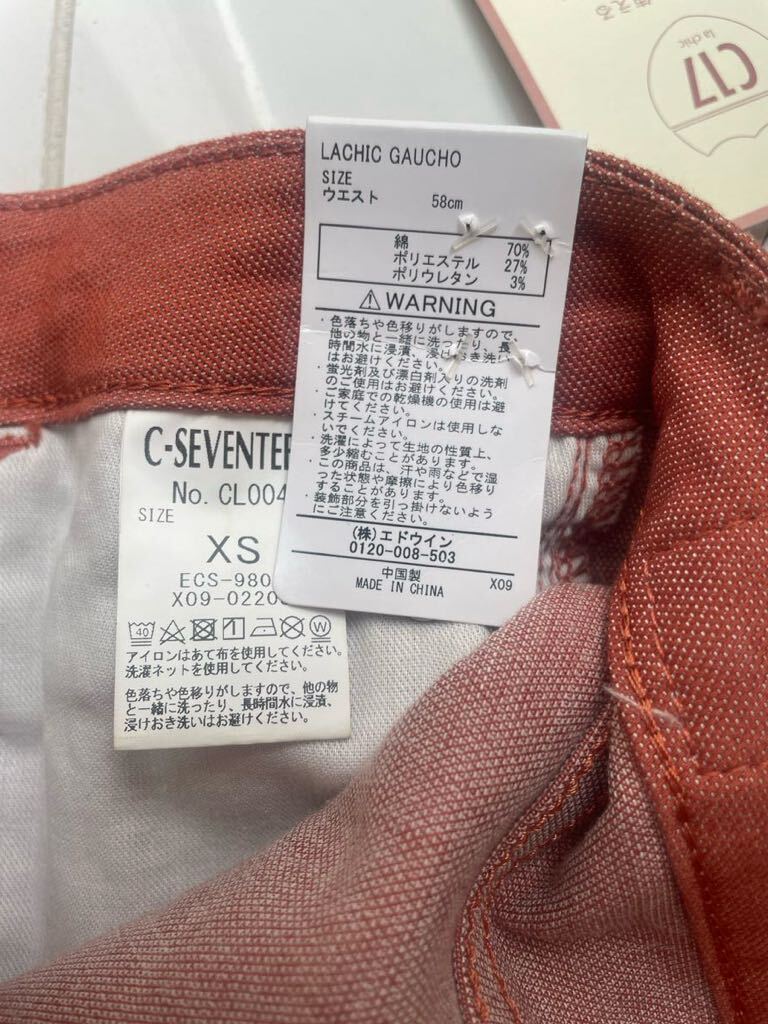 使える
la chic
C17
LACHIC GAUCHO
SIZE
ウエスト 58cm
綿 70%
ポリエステル 27%
ポリウレタン 3%
⚠WARNING
・色落ちや色移りがしますので、
他の物と一緒に洗ったり、長
時間水に浸漬、浸けおき洗い
はお避けください。
・蛍光剤及び漂白剤入りの洗剤
のご使用はお避けください。
・ご家庭での乾燥機の使用は避
けてください。
・スチームアイロンは使用しな
いでください。
・洗濯によって生地の性質上、
多少縮むことがあります。
・この商品は、汗や雨などで湿
った状態や摩擦により色移り
することがあります。
・装飾部分を引っ掛けないよう
にご注意ください。
(株)エドウイン
0120-008-503
中国製
MADE IN CHINA X09
C-SEVENTEE
No. CL004
SIZE
XS
ECS-980
X09-0220
40 1 W
アイロンはあて布を使用してください。
洗濯ネットを使用してください。
色落ちや色移りがしますので、他の物
と一緒に洗ったり、長時間水に浸漬、
浸けおき洗いはお避けください。